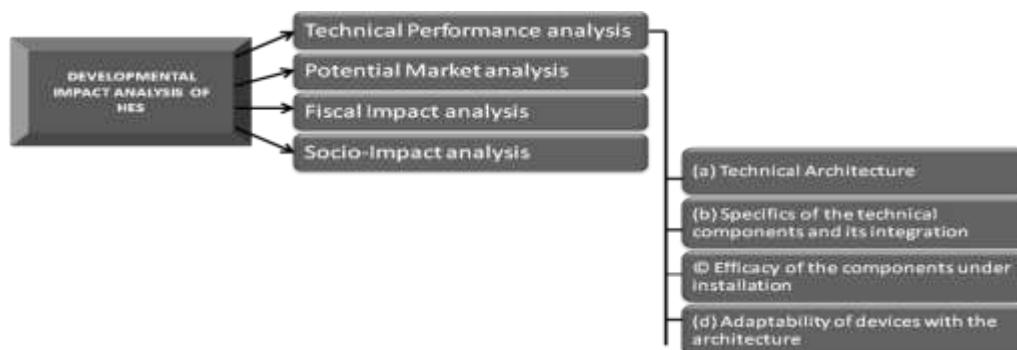 DEVELOPMENTAL
IMPACT ANALYSIS OF
HES
Technical Performance analysis
Potential Market analysis
Fiscal Impact analysis
Socio-Impact analysis
(a) Technical Architecture
(b) Specifics of the technical
components and its integration
© Efficacy of the components under
installation
(d) Adaptability of devices with the
architecture